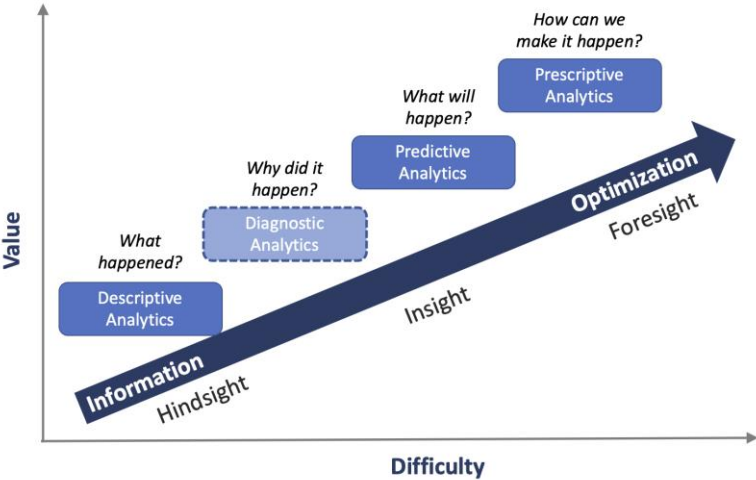 How can we
make it happen?
Prescriptive
Analytics
What will
happen?
Predictive
Analytics
Why did it
happen?
Diagnostic
Analytics
What
happened?
Descriptive
Analytics
Optimization
Foresight
Insight
Information
Hindsight
Value
Difficulty